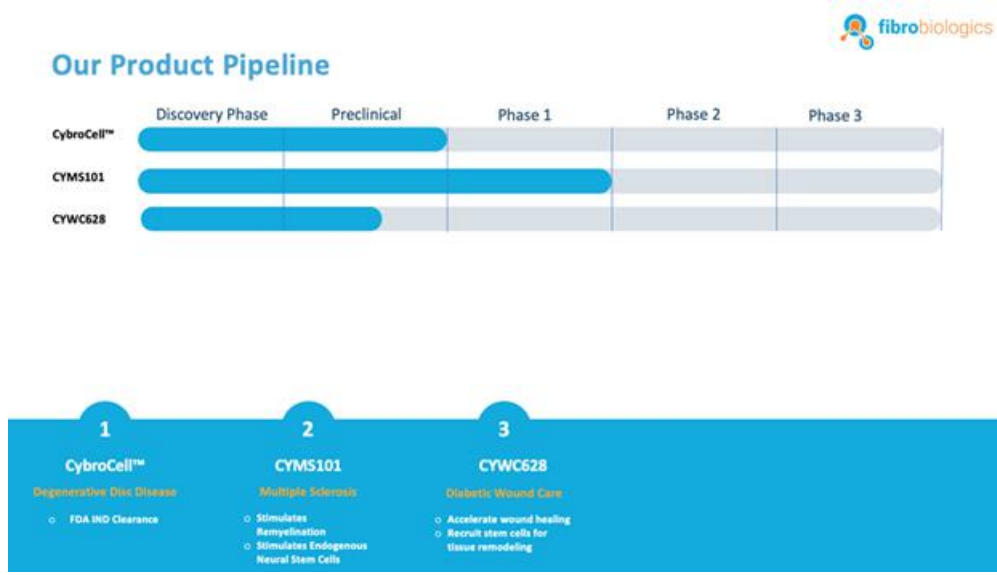 fibrobiologics
Our Product Pipeline
Discovery Phase Preclinical Phase 1 Phase 2 Phase 3
CybroCell™
CYMS101
CYWC628
1
CybroCell™
Degenerative Disc Disease
o FDA IND Clearance
2
CYMS101
Multiple Sclerosis
o Stimulates
Remyelination
o Stimulates Endogenous
Neural Stem Cells
3
CYWC628
Diabetic Wound Care
o Accelerate wound healing
o Recruit stem cells for
tissue remodeling